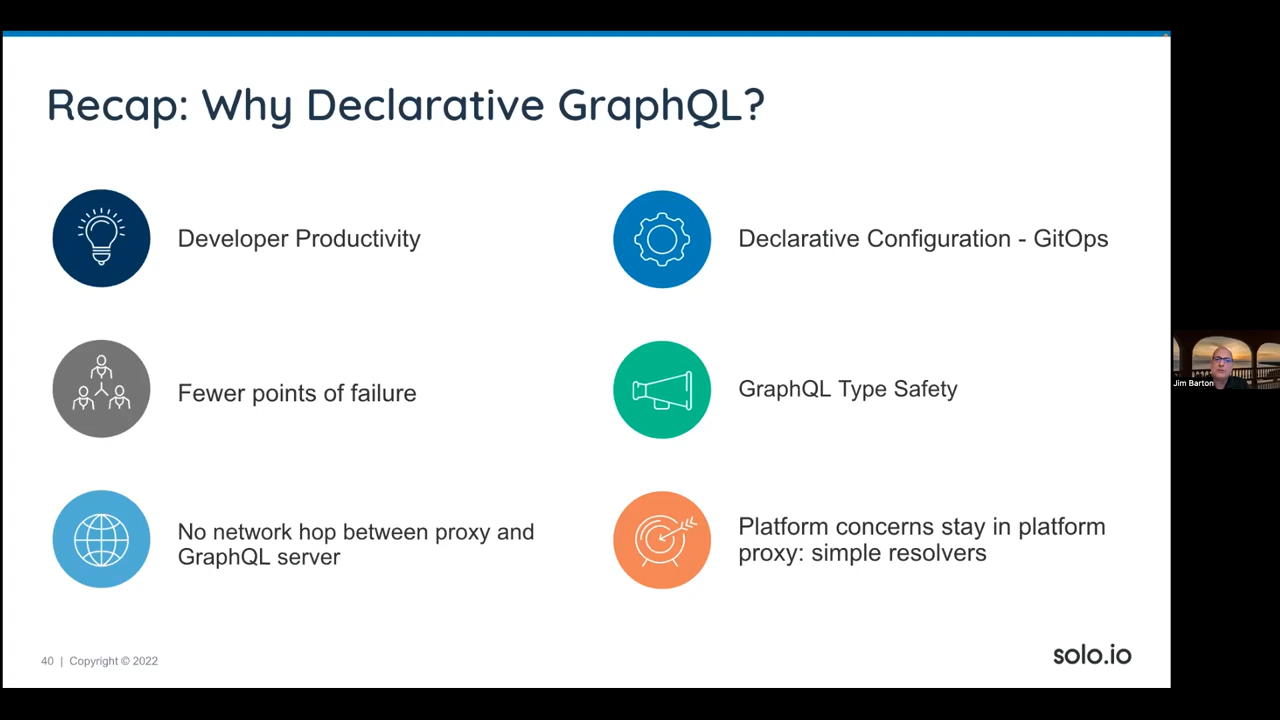 Recap: Why Declarative GraphQL?
Developer Productivity
Declarative Configuration - GitOps
Fewer points of failure
GraphQL Type Safety
No network hop between proxy and
GraphQL server
Platform concerns stay in platform
proxy: simple resolvers
Jim Barton
40 | Copyright © 2022
solo.io